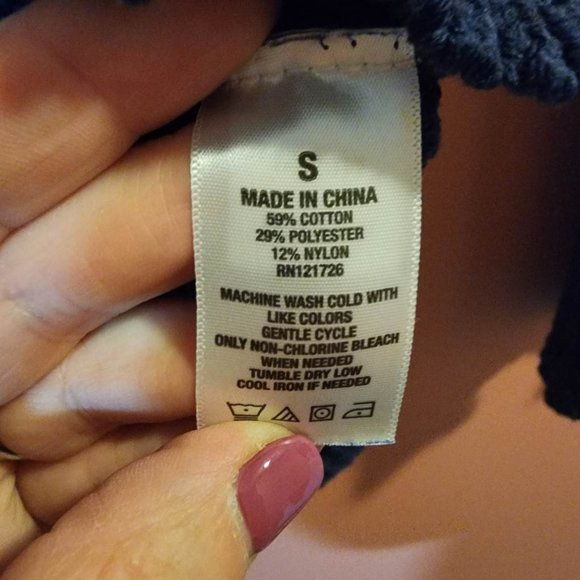 S
MADE IN CHINA
59% COTTON
29% POLYESTER
12% NYLON
RN121726
MACHINE WASH COLD WITH
LIKE COLORS
GENTLE CYCLE
ONLY NON-CHLORINE BLEACH
WHEN NEEDED
TUMBLE DRY LOW
COOL IRON IF NEEDED